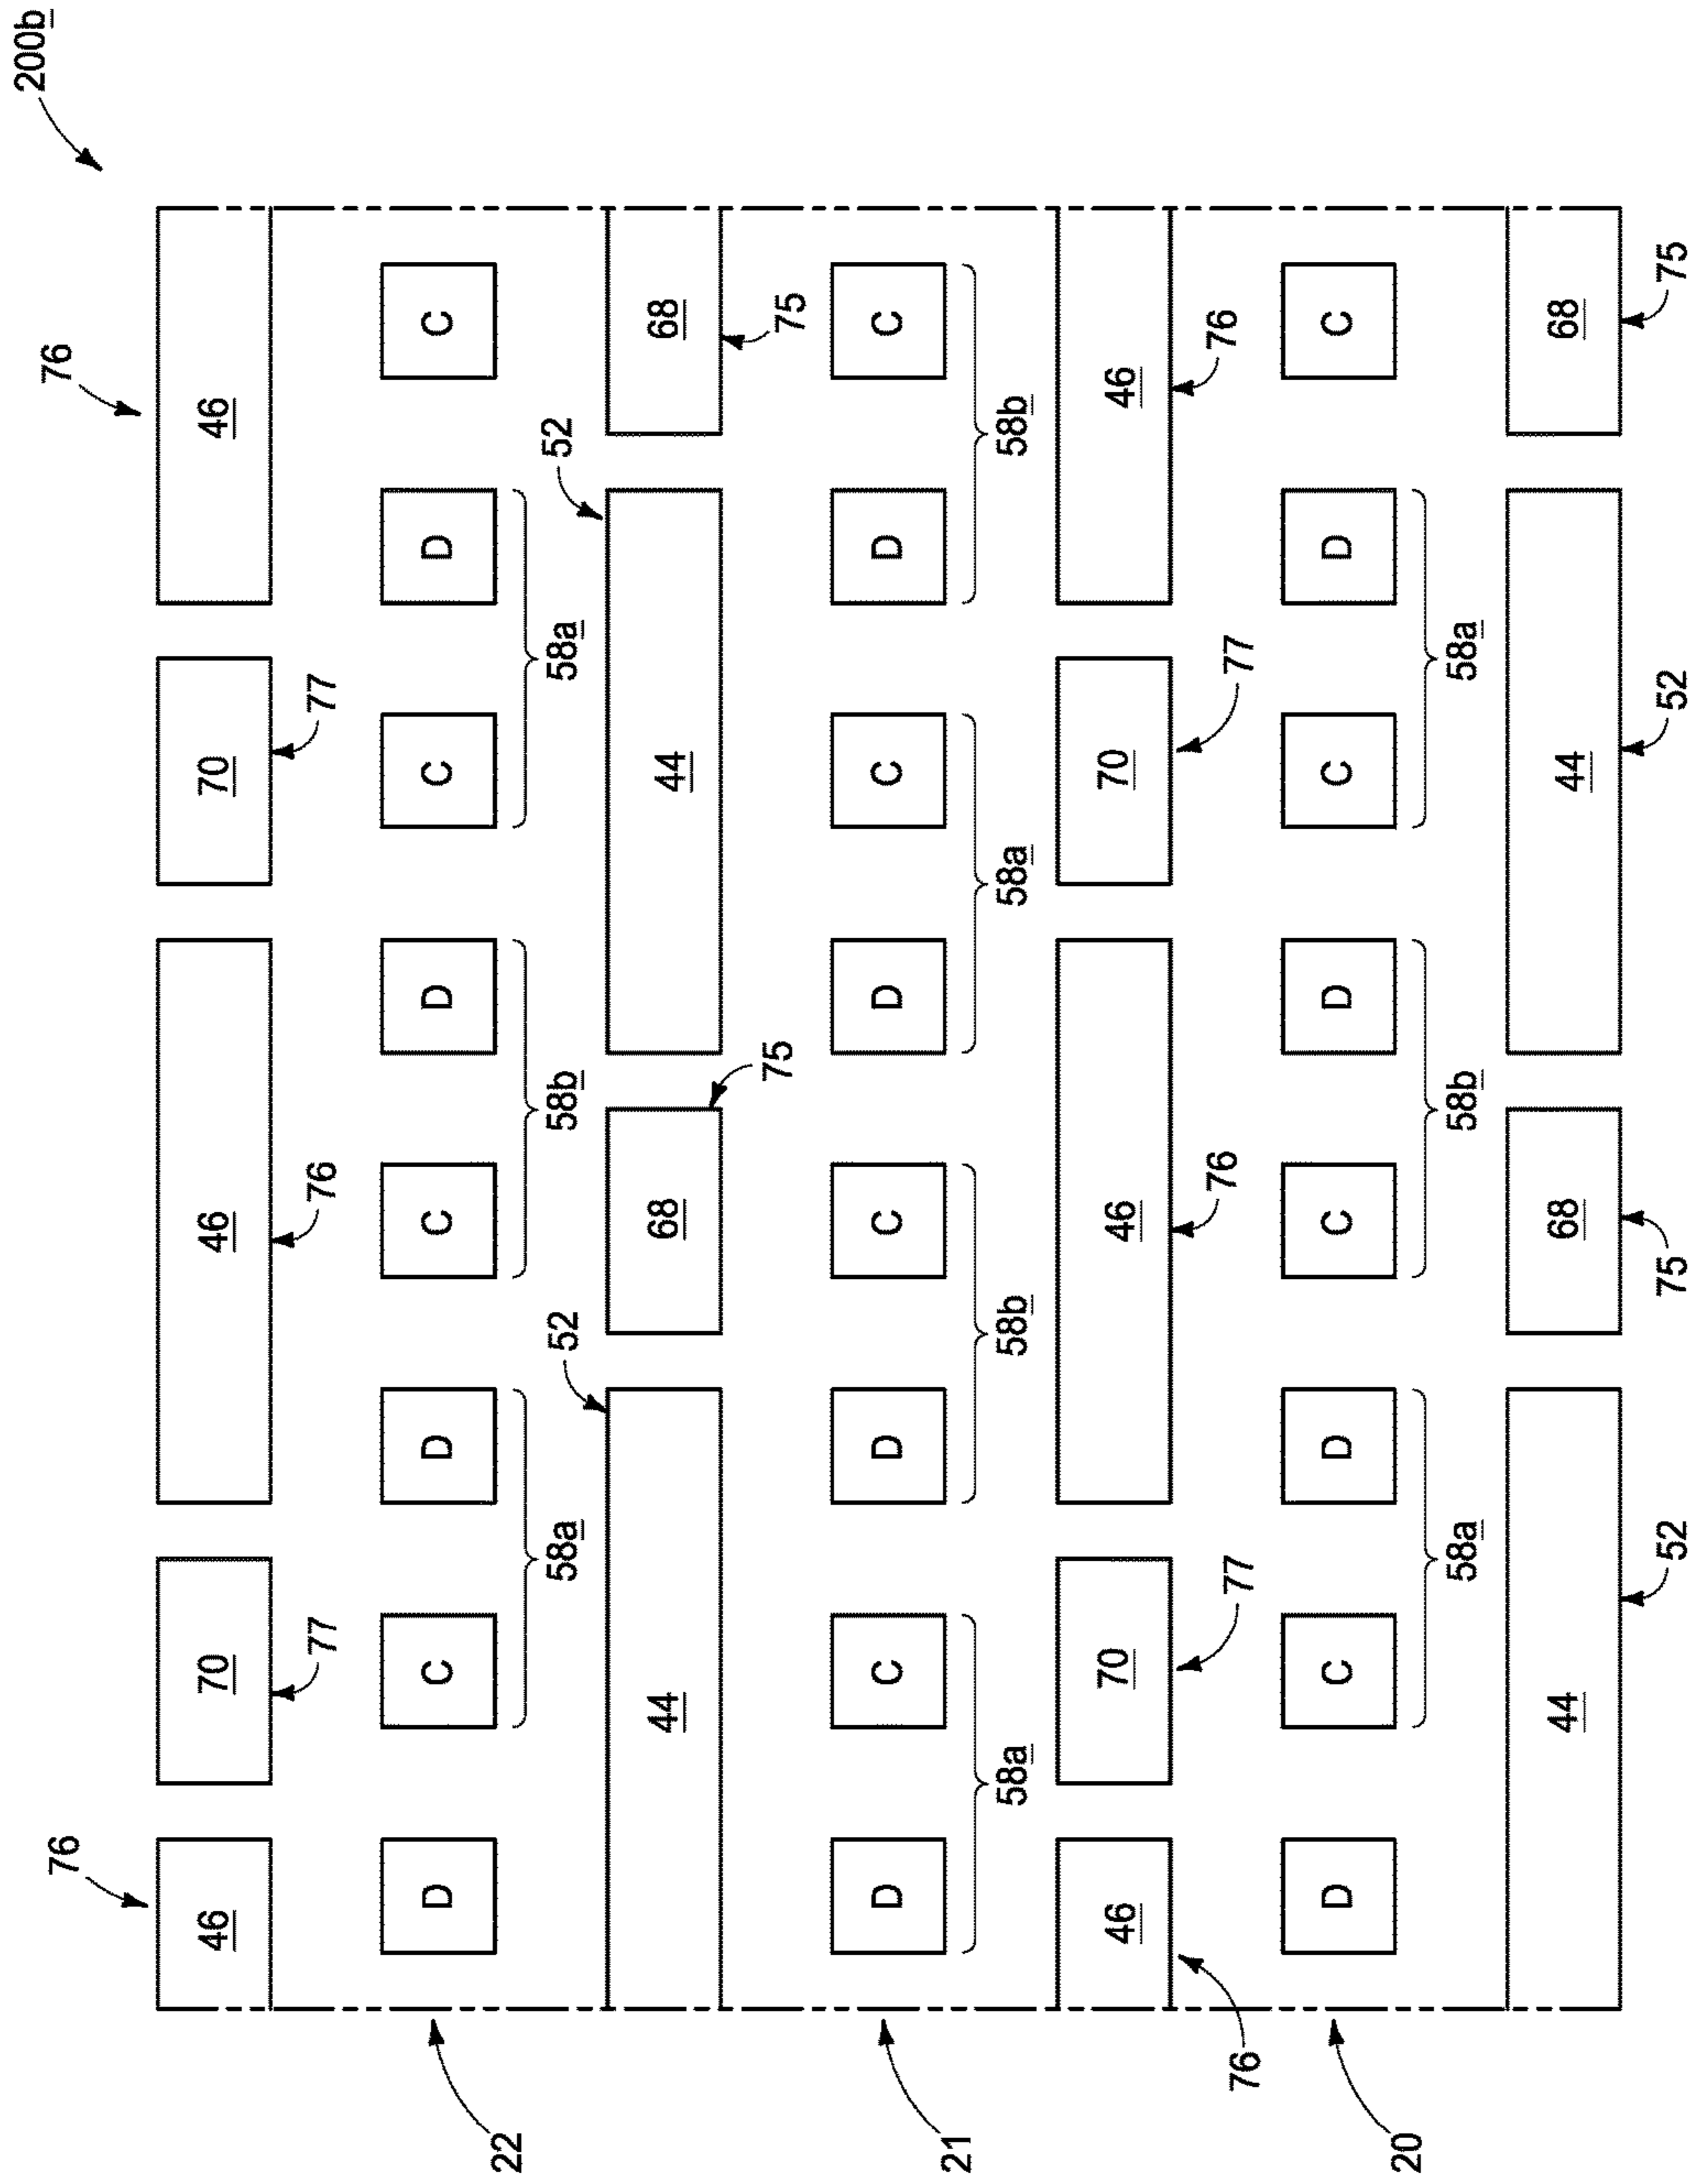 200b
76 76
46 70 46 70 46
77 76 77
D C D C D C D C
22
58a 52 58b 58a 52
44 68 44 68
75 75
D C D C D C D C
21
58a 58b 58a 58b
46 70 46 70 46
76 77 76 77 76
D C D C D C D C
20
58a 58b 58a
44 68 44 68
52 75 52 75